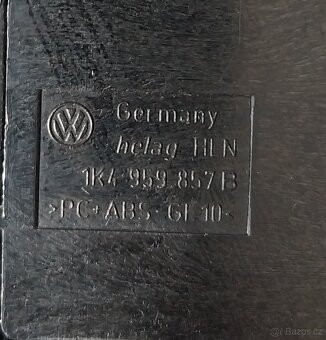 Germany
helag HLN
1K4 959 857 B
>PC+ABS-GF10<
© Bazos.cz